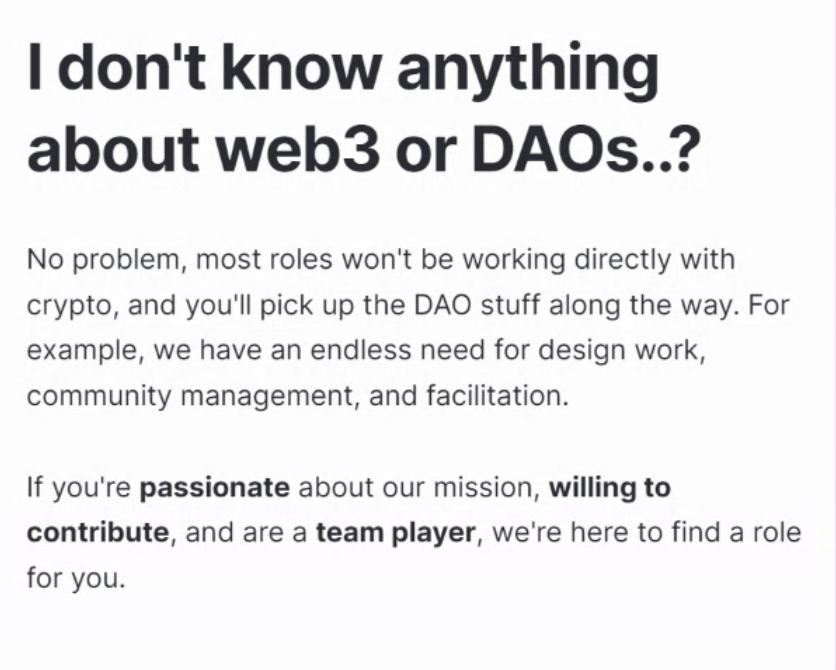 I don't know anything
about web3 or DAOs..?
No problem, most roles won't be working directly with
crypto, and you'll pick up the DAO stuff along the way. For
example, we have an endless need for design work,
community management, and facilitation.
If you're passionate about our mission, willing to
contribute, and are a team player, we're here to find a role
for you.